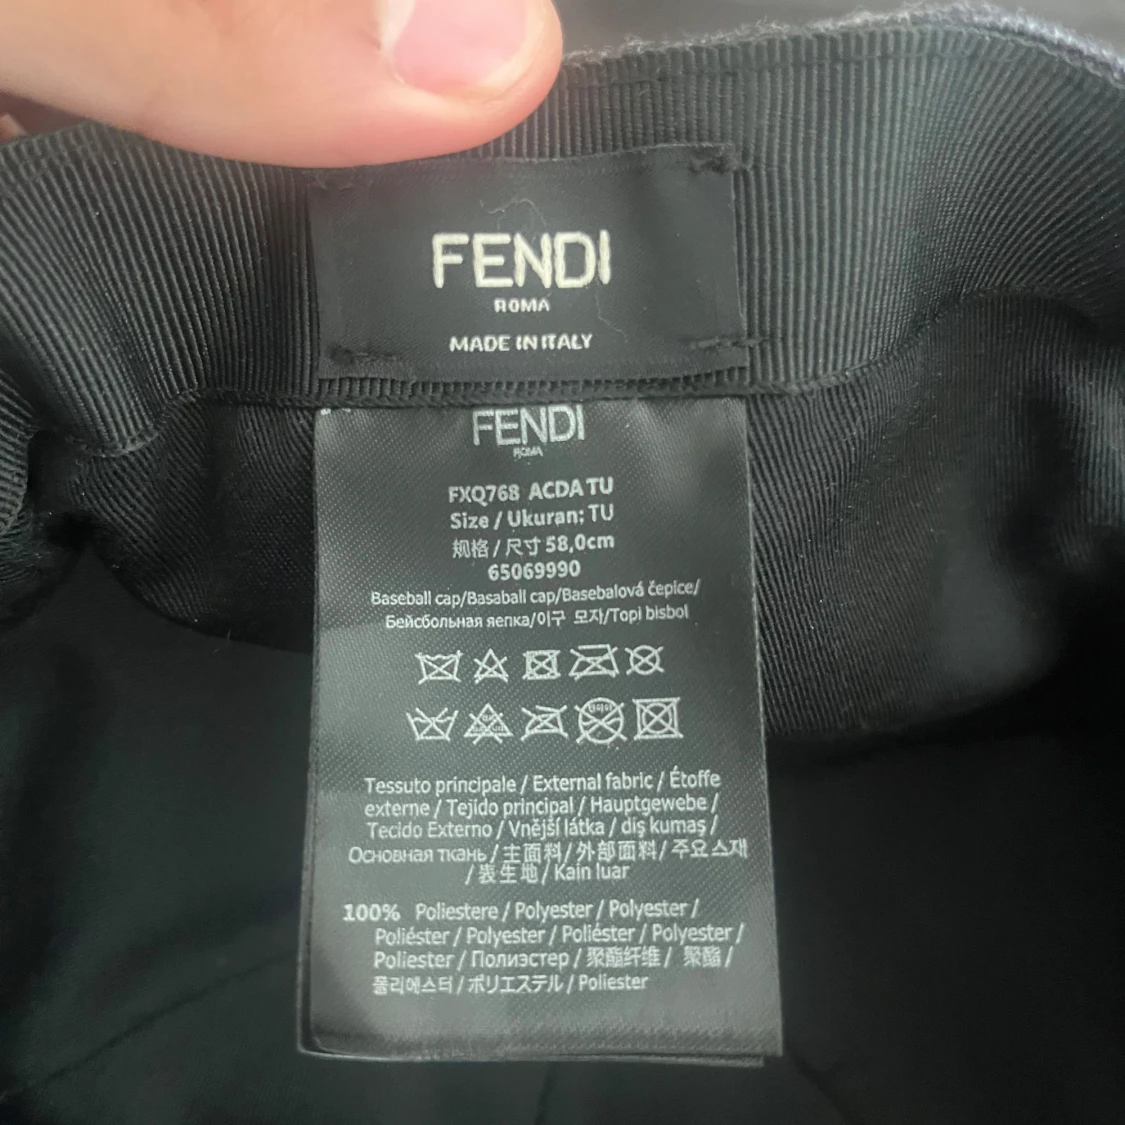 FENDI
ROMA
MADE IN ITALY
FENDI
ROMA
FXQ768 ACDA TU
Size / Ukuran: TU
规格 / 尺寸 58,0cm
65069990
Baseball cap/Basaball cap/Basebalová čepice/
Бейсбольная яепка/이구 모자/Topi bisbol
Tessuto principale / External fabric / Étoffe
externe / Tejido principal / Hauptgewebe /
Tecido Externo / Vnější látka / diş kumaş /
Основная ткань / 主面料 / 外部面料 / 주요 스재
/ 表生地 / Kain luar
100% Poliestere / Polyester / Polyester /
Poliéster / Polyester / Poliéster / Polyester /
Poliester / Полиэстер / 聚酯纤维 / 聚酯 /
폴리에스터 / ポリエステル / Poliester